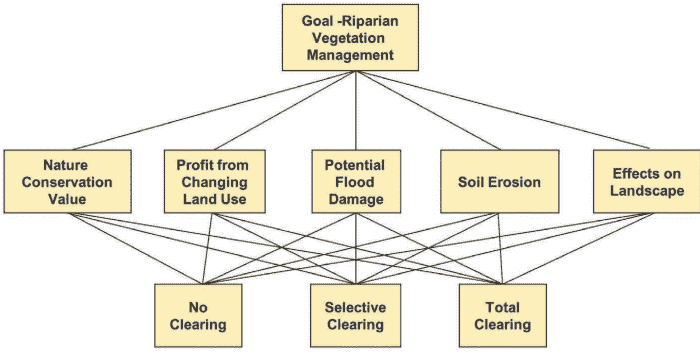 Goal -Riparian
Vegetation
Management
Nature
Conservation
Value
Profit from
Changing
Land Use
Potential
Flood
Damage
Soil Erosion
Effects on
Landscape
No
Clearing
Selective
Clearing
Total
Clearing